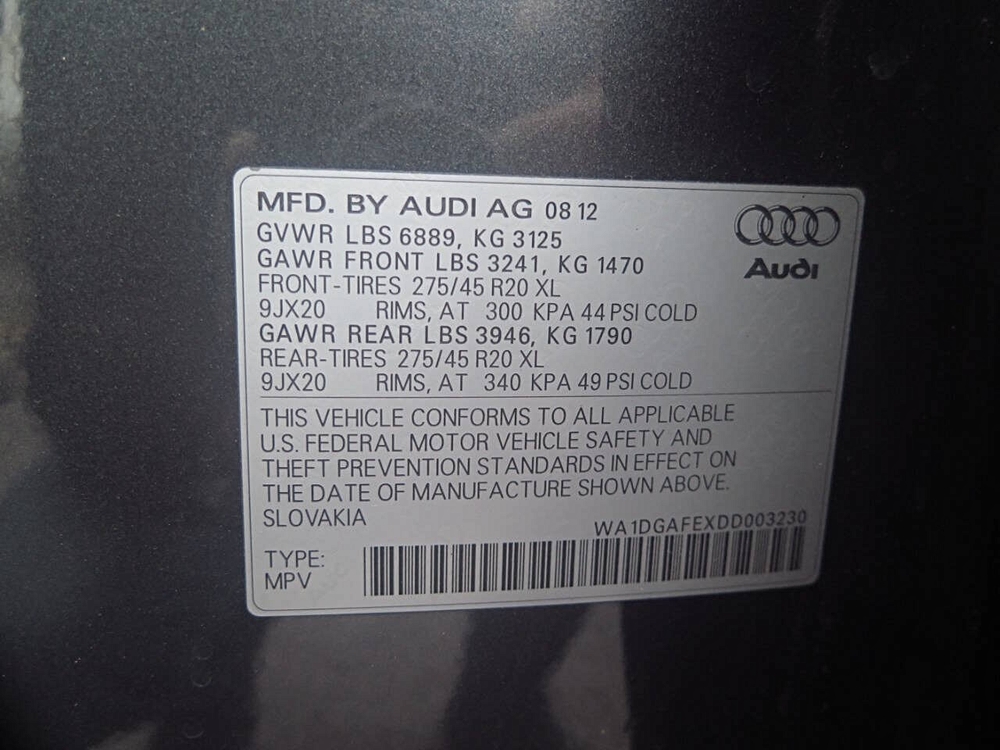 MFD. BY AUDI AG 08 12
GVWR LBS 6889, KG 3125
GAWR FRONT LBS 3241, KG 1470
FRONT-TIRES 275/45 R20 XL
9JX20 RIMS, AT 300 KPA 44 PSI COLD
GAWR REAR LBS 3946, KG 1790
REAR-TIRES 275/45 R20 XL
9JX20 RIMS, AT 340 KPA 49 PSI COLD
Audi
THIS VEHICLE CONFORMS TO ALL APPLICABLE
U.S. FEDERAL MOTOR VEHICLE SAFETY AND
THEFT PREVENTION STANDARDS IN EFFECT ON
THE DATE OF MANUFACTURE SHOWN ABOVE.
SLOVAKIA
WA1DGAFEXDD003230
TYPE:
MPV